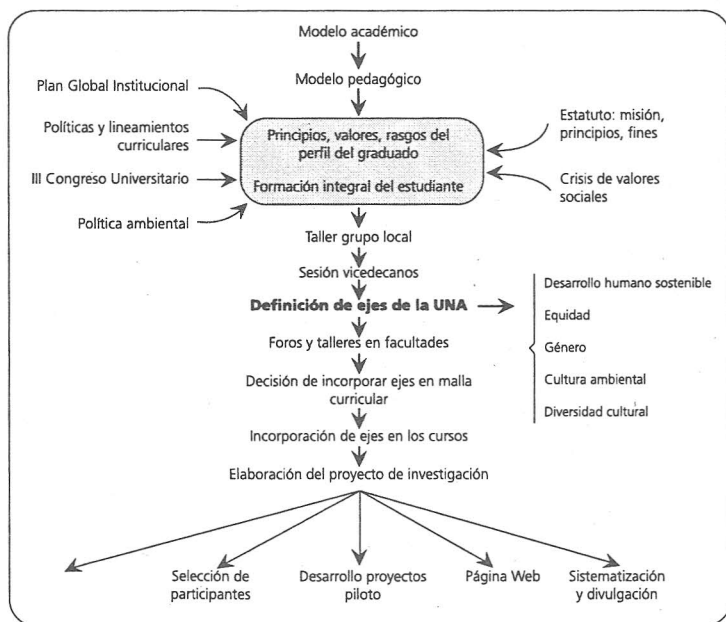 Modelo académico
Modelo pedagógico
Plan Global Institucional
Políticas y lineamientos
curriculares
III Congreso Universitario
Política ambiental
Principios, valores, rasgos del
perfil del graduado
Formación integral del estudiante
Estatuto: misión,
principios, fines
Crisis de valores
sociales
Taller grupo local
Sesión vicedecanos
Definición de ejes de la UNA
Desarrollo humano sostenible
Equidad
Género
Cultura ambiental
Diversidad cultural
Foros y talleres en facultades
Decisión de incorporar ejes en malla
curricular
Incorporación de ejes en los cursos
Elaboración del proyecto de investigación
Selección de
participantes
Desarrollo proyectos
piloto
Página Web
Sistematización
y divulgación